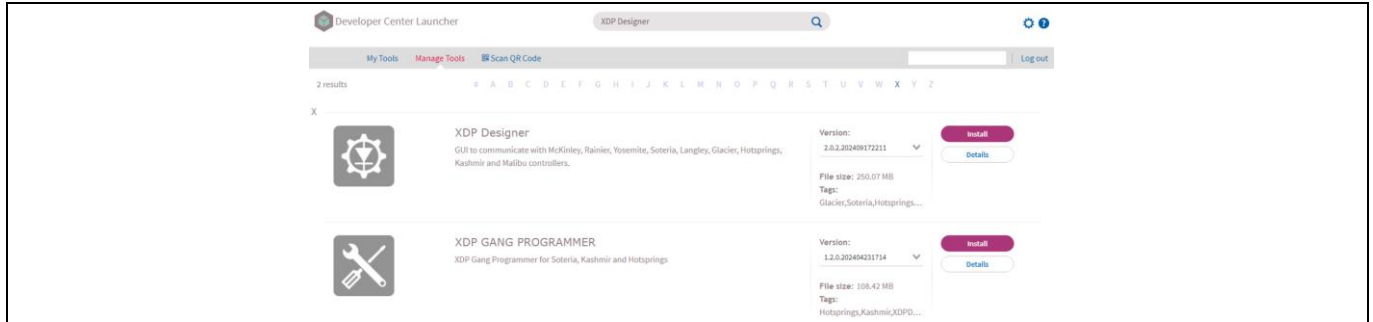 Developer Center Launcher
XDP Designer
My Tools Manage Tools Scan QR Code Log out
2 results # A B C D E F G H I J K L M N O P Q R S T U V W X Y Z
X
XDP Designer
GUI to communicate with McKinley, Rainier, Yosemite, Soteria, Langley, Glacier, Hotsprings,
Kashmir and Malibu controllers.
Version:
2.0.2.202409172211
Install
Details
File size: 250.07 MB
Tags:
Glacier,Soteria,Hotsprings...
XDP GANG PROGRAMMER
XDP Gang Programmer for Soteria, Kashmir and Hotsprings
Version:
1.2.0.202404231714
Install
Details
File size: 108.42 MB
Tags:
Hotsprings,Kashmir,XDPD...